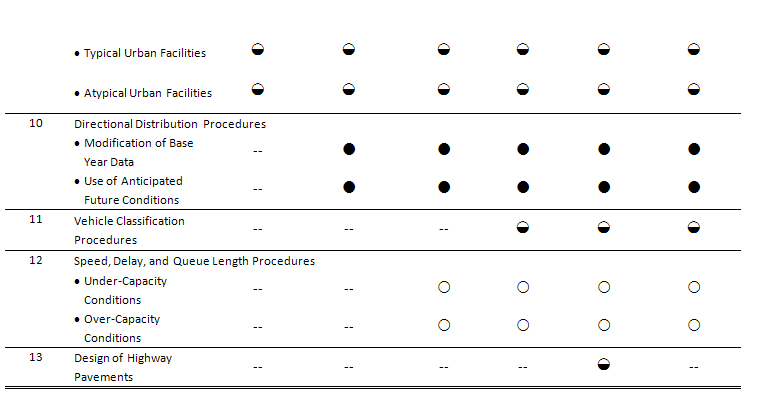 • Typical Urban Facilities ◒ ◒ ◒ ◒ ◒ ◒
• Atypical Urban Facilities ◒ ◒ ◒ ◒ ◒ ◒
10 Directional Distribution Procedures
• Modification of Base
Year Data -- ● ● ● ● ●
• Use of Anticipated
Future Conditions -- ● ● ● ● ●
11 Vehicle Classification
Procedures -- -- -- ◒ ◒ ◒
12 Speed, Delay, and Queue Length Procedures
• Under-Capacity
Conditions -- -- ○ ○ ○ ○
• Over-Capacity
Conditions -- -- ○ ○ ○ ○
13 Design of Highway
Pavements -- -- -- -- ◒ --